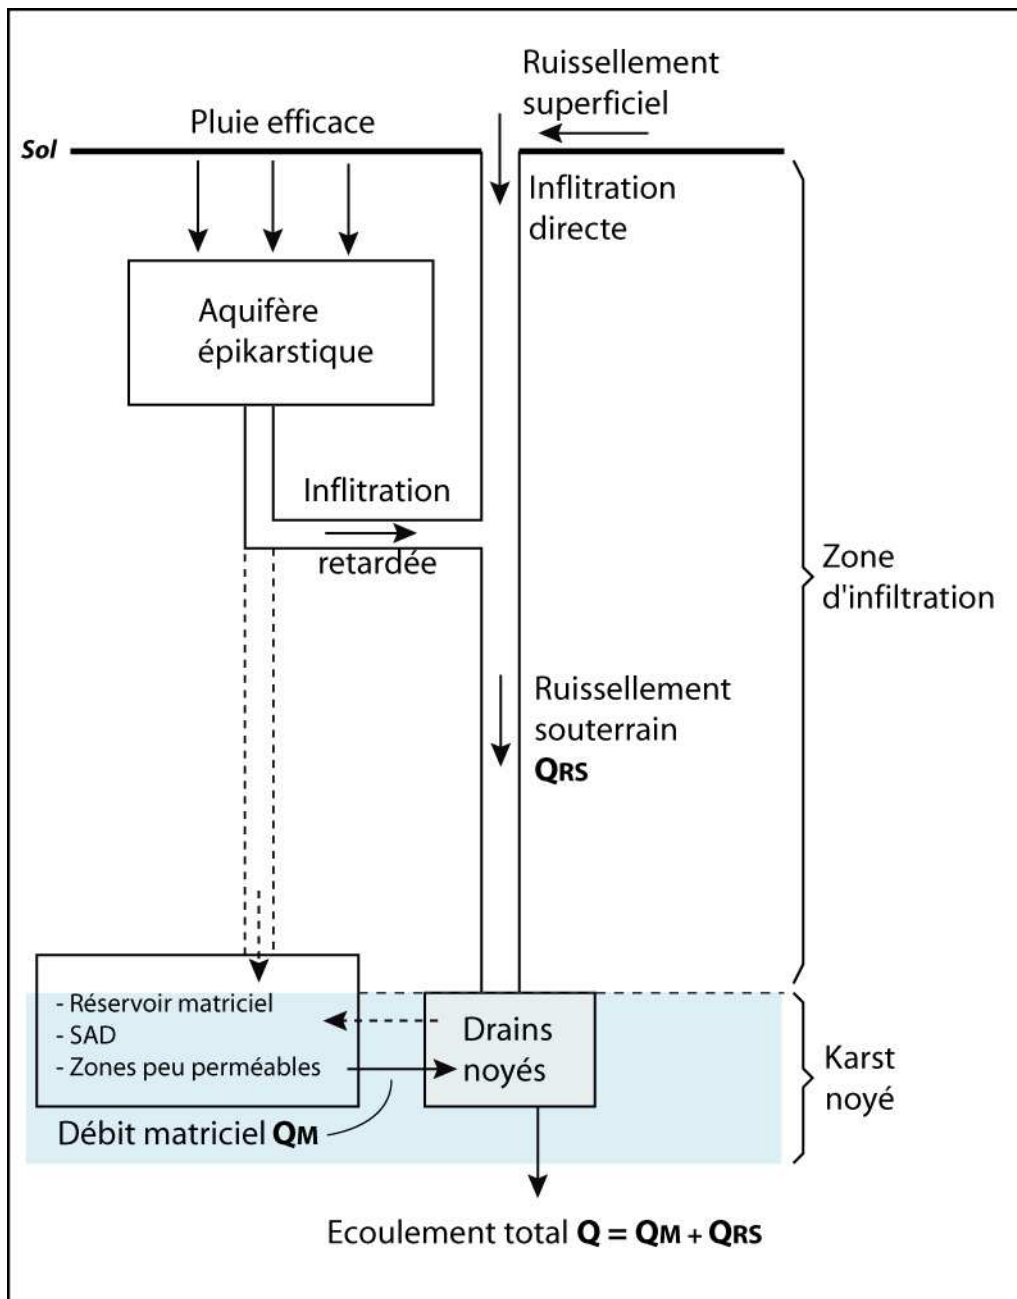 Ruissellement
superficiel
Pluie efficace
Sol
Inflitration
directe
Aquifère
épikarstique
Inflitration
retardée
Zone
d'infiltration
Ruissellement
souterrain
QRS
- Réservoir matriciel
- SAD
- Zones peu perméables
Drains
noyés
Karst
noyé
Débit matriciel QM
Ecoulement total Q = QM + QRS